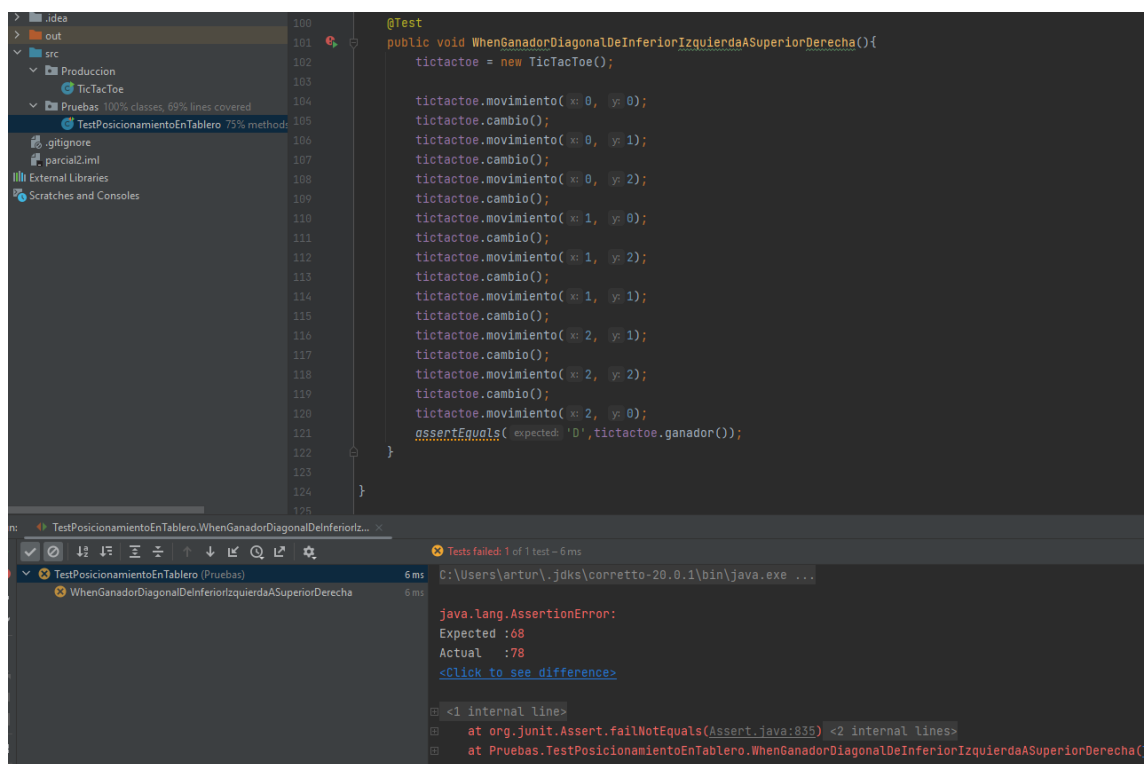 .idea
out
src
Produccion
TicTacToe
Pruebas 100% classes, 69% lines covered
TestPosicionamientoEnTablero 75% methods
.gitignore
parcial2.iml
External Libraries
Scratches and Consoles
100 @Test
101 public void WhenGanadorDiagonalDeInferiorIzquierdaASuperiorDerecha(){
102 tictactoe = new TicTacToe();
103
104 tictactoe.movimiento( x: 0, y: 0);
105 tictactoe.cambio();
106 tictactoe.movimiento( x: 0, y: 1);
107 tictactoe.cambio();
108 tictactoe.movimiento( x: 0, y: 2);
109 tictactoe.cambio();
110 tictactoe.movimiento( x: 1, y: 0);
111 tictactoe.cambio();
112 tictactoe.movimiento( x: 1, y: 2);
113 tictactoe.cambio();
114 tictactoe.movimiento( x: 1, y: 1);
115 tictactoe.cambio();
116 tictactoe.movimiento( x: 2, y: 1);
117 tictactoe.cambio();
118 tictactoe.movimiento( x: 2, y: 2);
119 tictactoe.cambio();
120 tictactoe.movimiento( x: 2, y: 0);
121 assertEquals( expected: 'D',tictactoe.ganador());
122 }
123
124 }
125
TestPosicionamientoEnTablero.WhenGanadorDiagonalDeInferiorIz...
Tests failed: 1 of 1 test – 6 ms
TestPosicionamientoEnTablero (Pruebas) 6 ms
WhenGanadorDiagonalDeInferiorIzquierdaASuperiorDerecha 6 ms
C:\Users\artur\.jdks\corretto-20.0.1\bin\java.exe ...
java.lang.AssertionError:
Expected :68
Actual :78
<Click to see difference>
<1 internal line>
at org.junit.Assert.failNotEquals(Assert.java:835) <2 internal lines>
at Pruebas.TestPosicionamientoEnTablero.WhenGanadorDiagonalDeInferiorIzquierdaASuperiorDerecha(